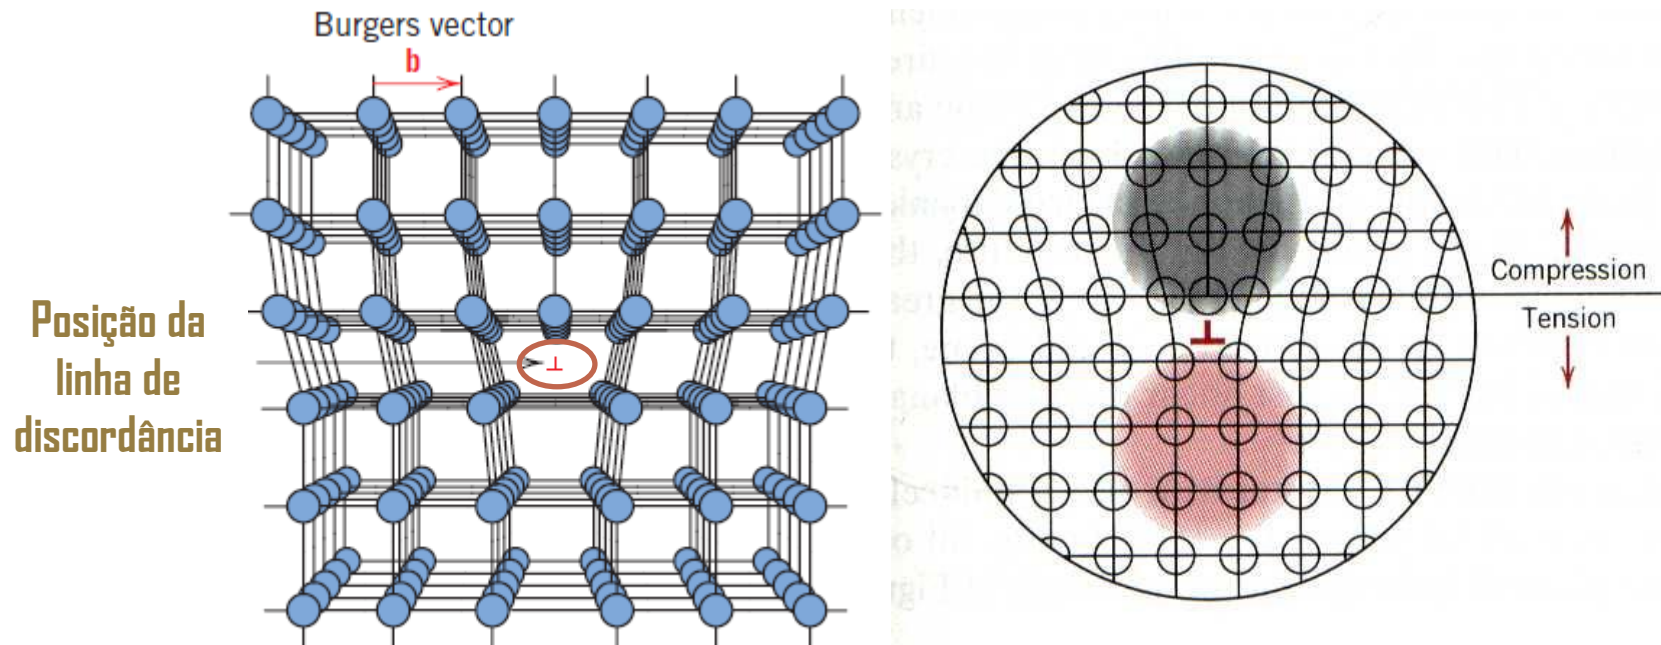 Burgers vector
b
Posição da
linha de
discordância
⊥
⊥
Compression
Tension